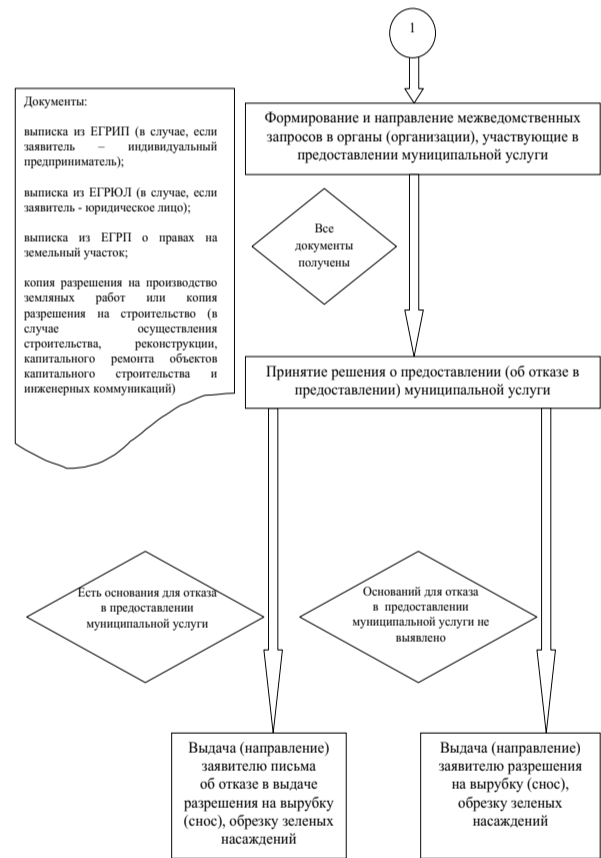 1
Документы:
выписка из ЕГРИП (в случае, если
заявитель – индивидуальный
предприниматель);
выписка из ЕГРЮЛ (в случае, если
заявитель - юридическое лицо);
выписка из ЕГРП о правах на
земельный участок;
копия разрешения на производство
земляных работ или копия
разрешения на строительство (в
случае осуществления
строительства, реконструкции,
капитального ремонта объектов
капитального строительства и
инженерных коммуникаций)
Формирование и направление межведомственных
запросов в органы (организации), участвующие в
предоставлении муниципальной услуги
Все
документы
получены
Принятие решения о предоставлении (об отказе в
предоставлении) муниципальной услуги
Есть основания для отказа
в предоставлении
муниципальной услуги
Оснований для отказа
в предоставлении
муниципальной услуги не
выявлено
Выдача (направление)
заявителю письма
об отказе в выдаче
разрешения на вырубку
(снос), обрезку зеленых
насаждений
Выдача (направление)
заявителю разрешения
на вырубку (снос),
обрезку зеленых
насаждений